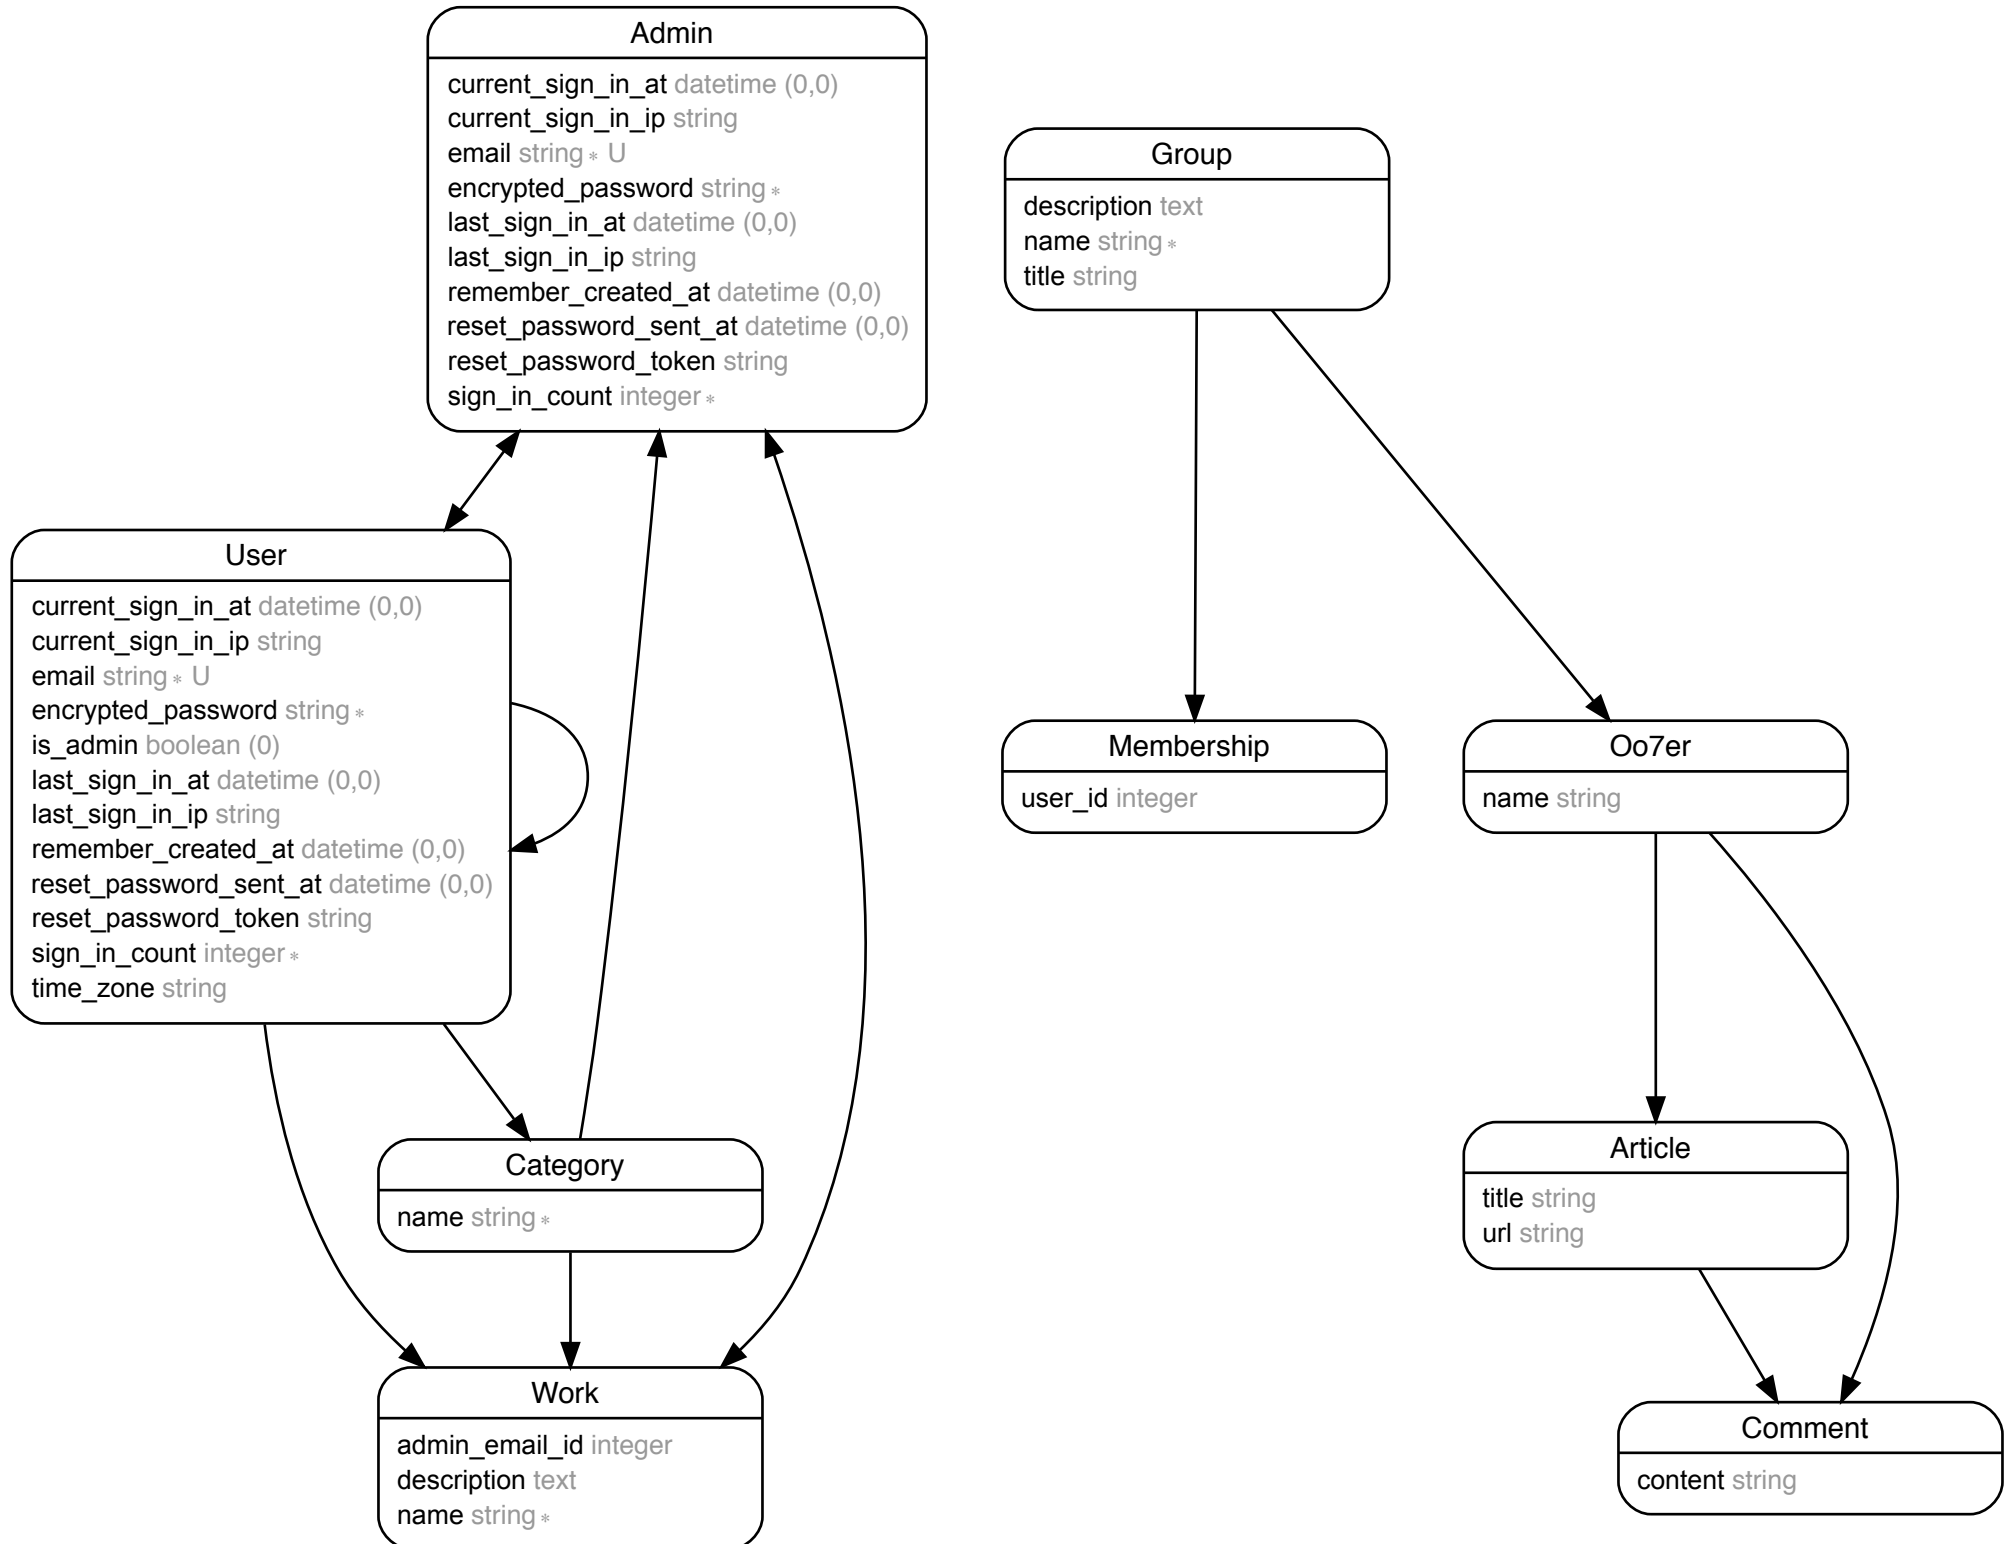 Admin
current_sign_in_at datetime (0,0)
current_sign_in_ip string
email string * U
encrypted_password string *
last_sign_in_at datetime (0,0)
last_sign_in_ip string
remember_created_at datetime (0,0)
reset_password_sent_at datetime (0,0)
reset_password_token string
sign_in_count integer *
Group
description text
name string *
title string
User
current_sign_in_at datetime (0,0)
current_sign_in_ip string
email string * U
encrypted_password string *
is_admin boolean (0)
last_sign_in_at datetime (0,0)
last_sign_in_ip string
remember_created_at datetime (0,0)
reset_password_sent_at datetime (0,0)
reset_password_token string
sign_in_count integer *
time_zone string
Membership
user_id integer
Oo7er
name string
Category
name string *
Article
title string
url string
Work
admin_email_id integer
description text
name string *
Comment
content string